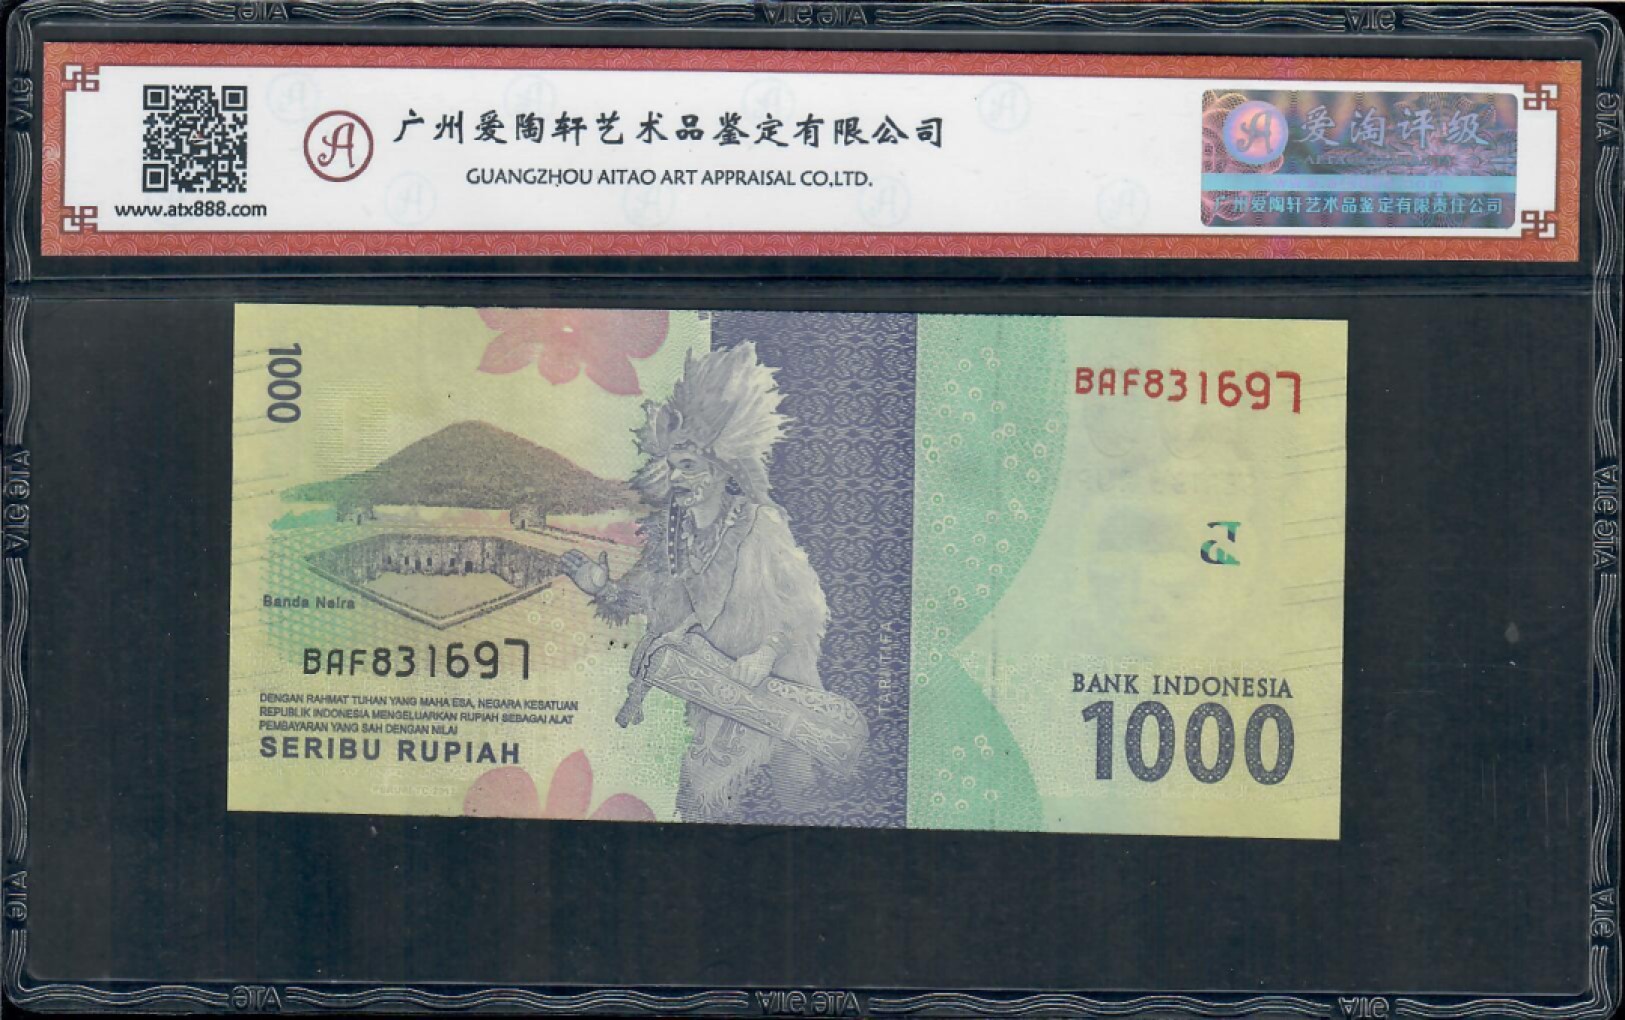 www.atx888.com
A
广州爱陶轩艺术品鉴定有限公司
GUANGZHOU AITAO ART APPRAISAL CO.,LTD.
A
爱淘评级
广州爱陶轩艺术品鉴定有限责任公司
1000
BAF831697
Banda Neira
BAF831697
DENGAN RAHMAT TUHAN YANG MAHA ESA, NEGARA KESATUAN
REPUBLIK INDONESIA MENGELUARKAN RUPIAH SEBAGAI ALAT
PEMBAYARAN YANG SAH DENGAN NILAI
SERIBU RUPIAH
TARI TIFA
BANK INDONESIA
1000